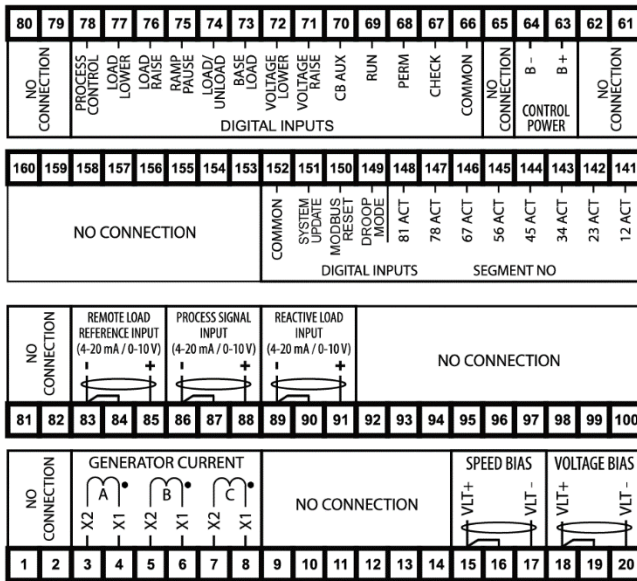 80 79 78 77 76 75 74 73 72 71 70 69 68 67 66 65 64 63 62 61
NO CONNECTION
PROCESS CONTROL
LOAD LOWER
LOAD RAISE
RAMP PAUSE
LOAD/ UNLOAD
BASE LOAD
VOLTAGE LOWER
VOLTAGE RAISE
CB AUX
RUN
PERM
CHECK
COMMON
NO CONNECTION
B -
B +
NO CONNECTION
DIGITAL INPUTS
CONTROL POWER
160 159 158 157 156 155 154 153 152 151 150 149 148 147 146 145 144 143 142 141
NO CONNECTION
COMMON
SYSTEM UPDATE
MODBUS RESET
DROOP MODE
81 ACT
78 ACT
67 ACT
56 ACT
45 ACT
34 ACT
23 ACT
12 ACT
DIGITAL INPUTS
SEGMENT NO
NO CONNECTION
REMOTE LOAD REFERENCE INPUT
(4-20 mA / 0-10 V)
- +
PROCESS SIGNAL INPUT
(4-20 mA / 0-10 V)
- +
REACTIVE LOAD INPUT
(4-20 mA / 0-10 V)
- +
NO CONNECTION
81 82 83 84 85 86 87 88 89 90 91 92 93 94 95 96 97 98 99 100
NO CONNECTION
GENERATOR CURRENT
A B C
X2 X1 X2 X1 X2 X1
NO CONNECTION
SPEED BIAS
VLT+ VLT -
VOLTAGE BIAS
VLT+ VLT -
1 2 3 4 5 6 7 8 9 10 11 12 13 14 15 16 17 18 19 20